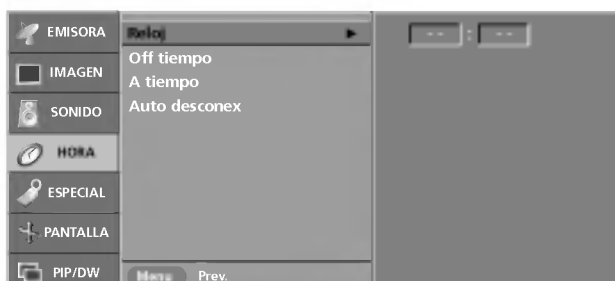 EMISORA
IMAGEN
SONIDO
HORA
ESPECIAL
PANTALLA
PIP/DW
Reloj
Off tiempo
A tiempo
Auto desconex
Menu Prev.
-- : --